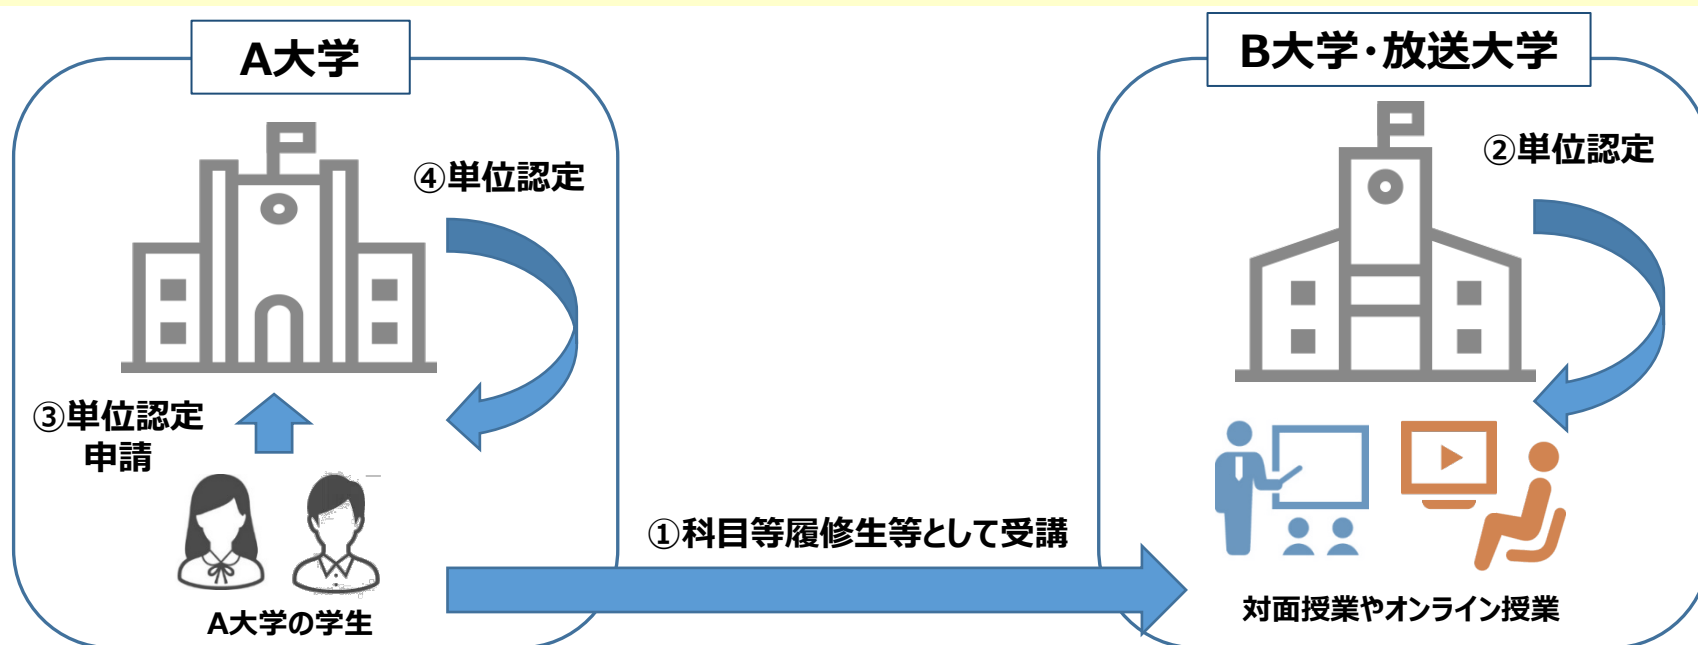 A大学
④単位認定
③単位認定
申請
A大学の学生
①科目等履修生等として受講
B大学・放送大学
②単位認定
対面授業やオンライン授業